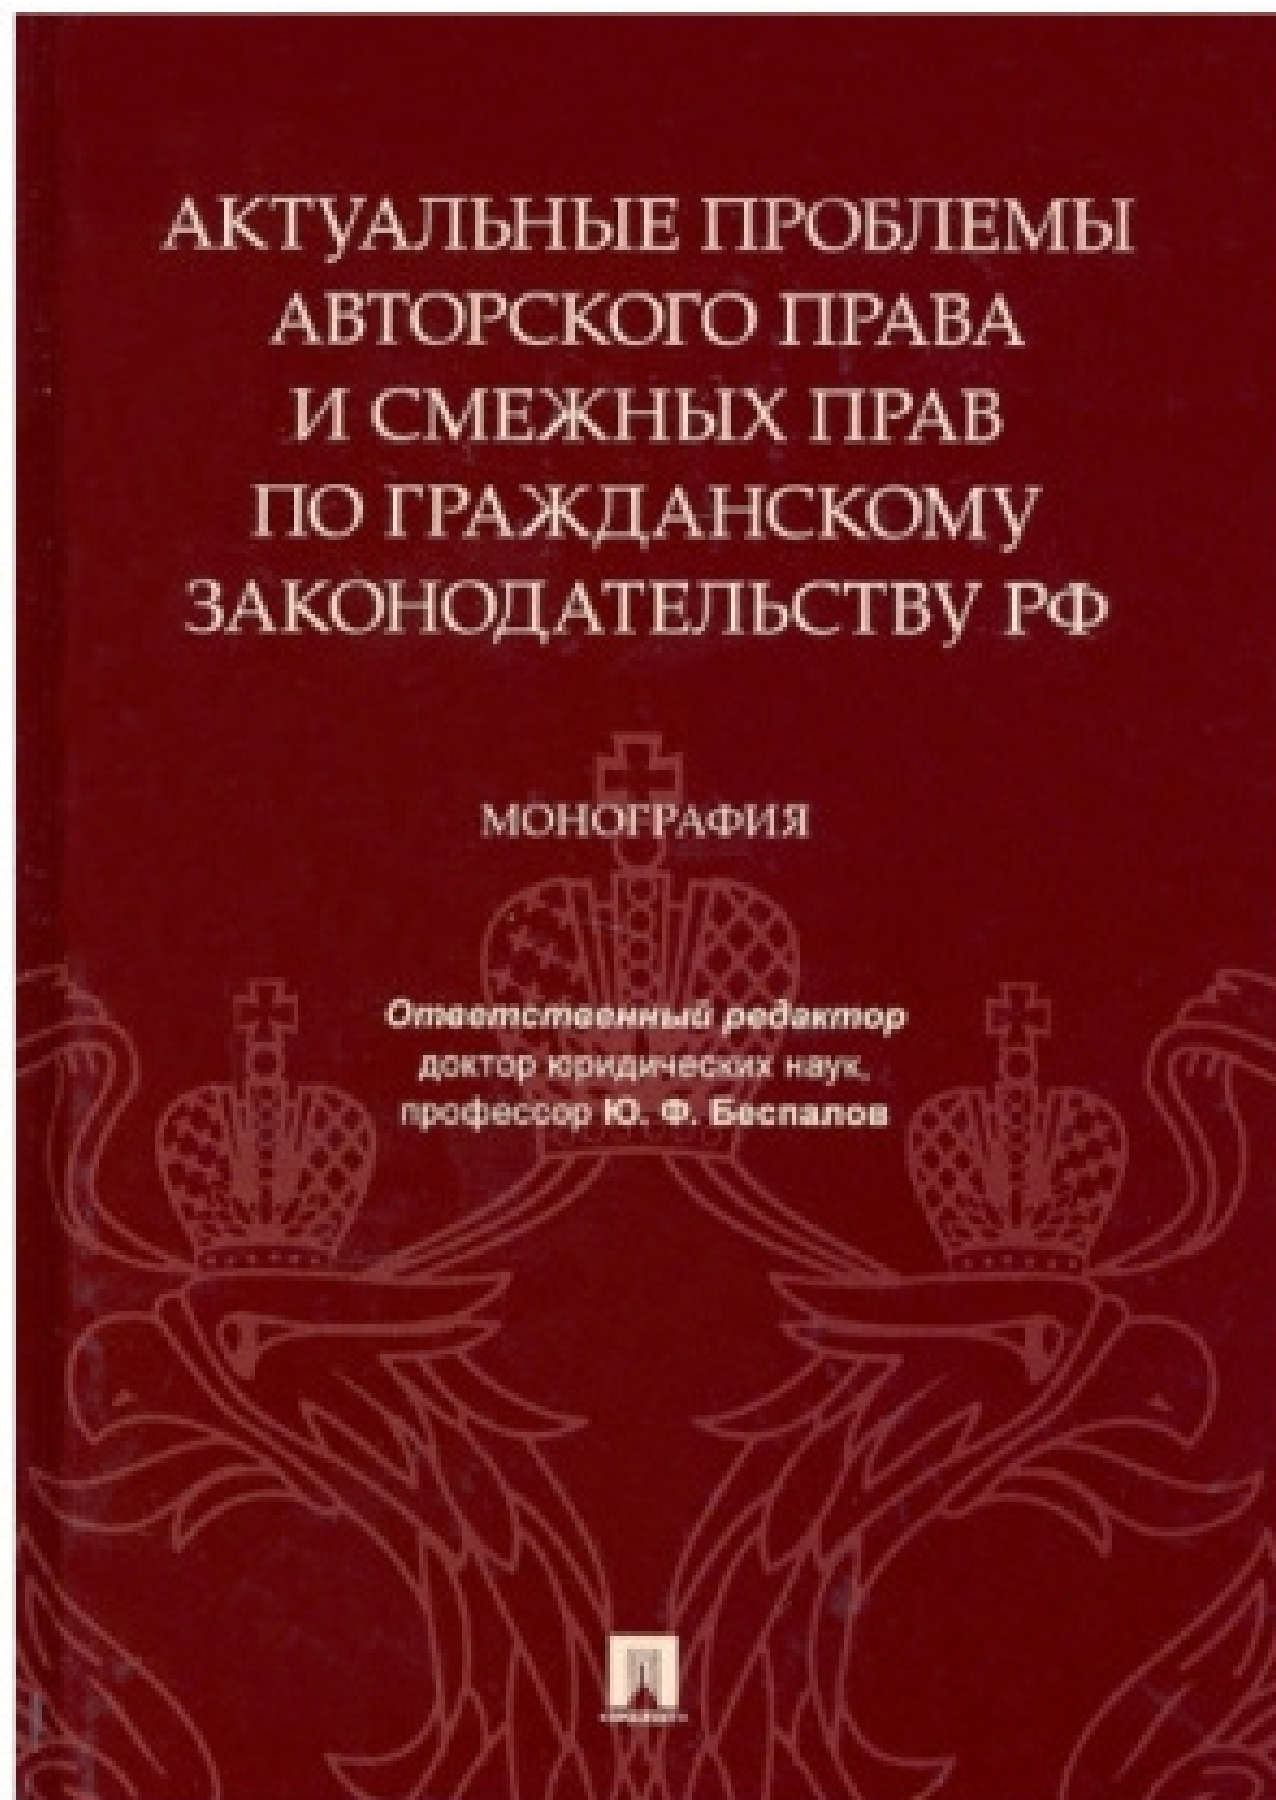 АКТУАЛЬНЫЕ ПРОБЛЕМЫ
АВТОРСКОГО ПРАВА
И СМЕЖНЫХ ПРАВ
ПО ГРАЖДАНСКОМУ
ЗАКОНОДАТЕЛЬСТВУ РФ
МОНОГРАФИЯ
Ответственный редактор
доктор юридических наук,
профессор Ю. Ф. Беспалов